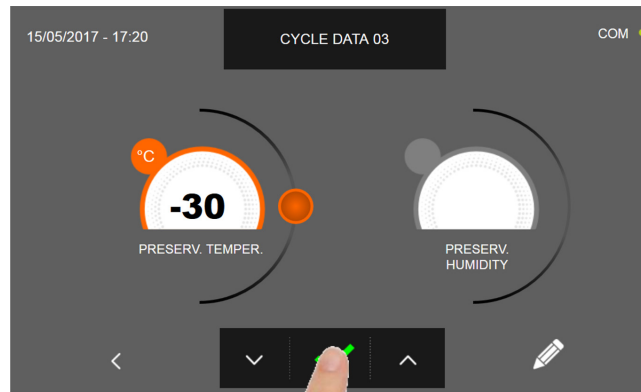 15/05/2017 - 17:20
CYCLE DATA 03
COM
°C
-30
PRESERV. TEMPER.
PRESERV.
HUMIDITY